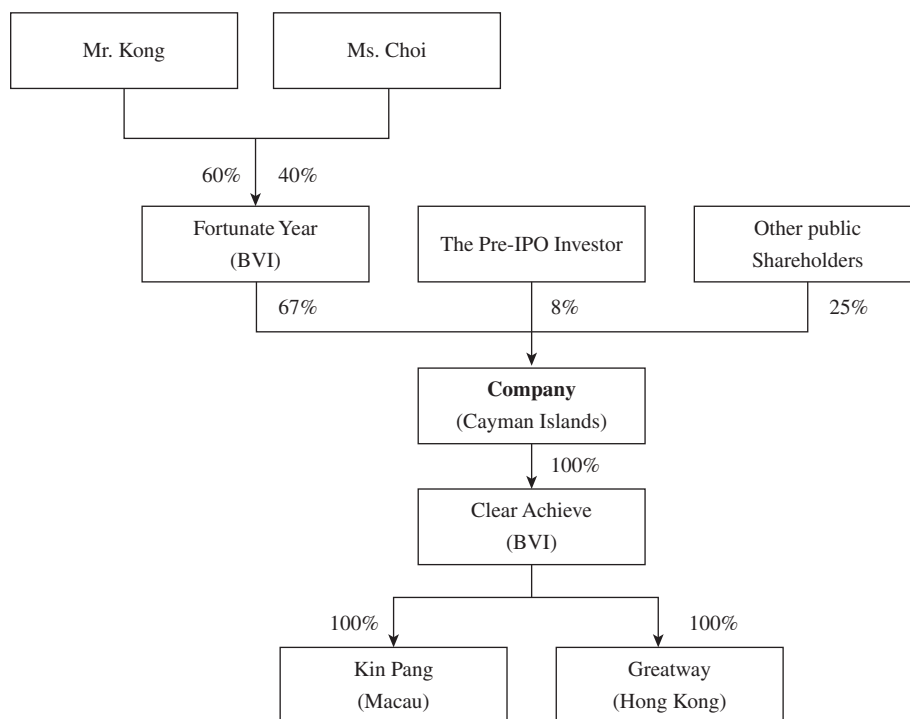 Mr. Kong
Ms. Choi
60%
40%
Fortunate Year
(BVI)
The Pre-IPO Investor
Other public
Shareholders
67%
8%
25%
Company
(Cayman Islands)
100%
Clear Achieve
(BVI)
100%
100%
Kin Pang
(Macau)
Greatway
(Hong Kong)